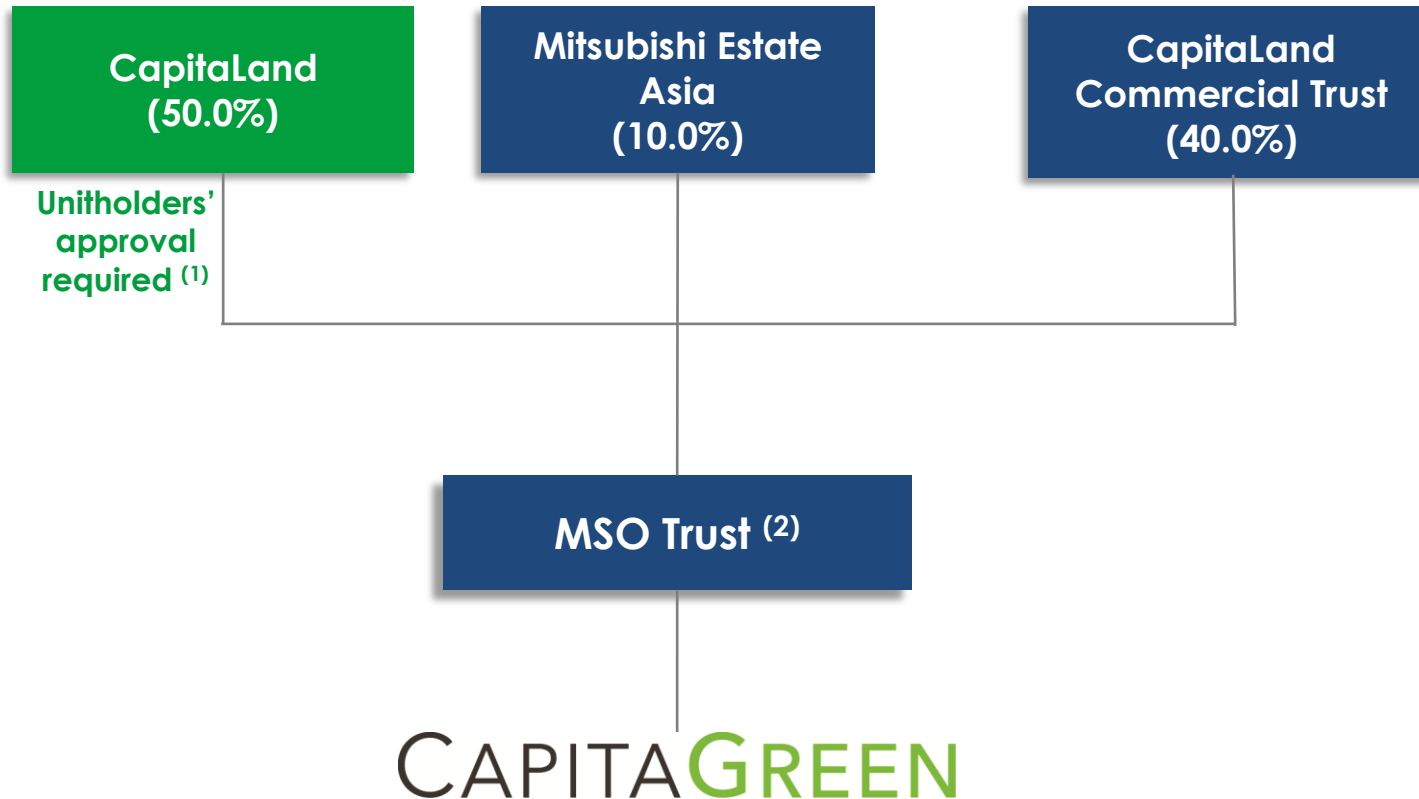 CapitaLand
(50.0%)
Mitsubishi Estate
Asia
(10.0%)
CapitaLand
Commercial Trust
(40.0%)
Unitholders’
approval
required (1)
MSO Trust (2)
CAPITAGREEN